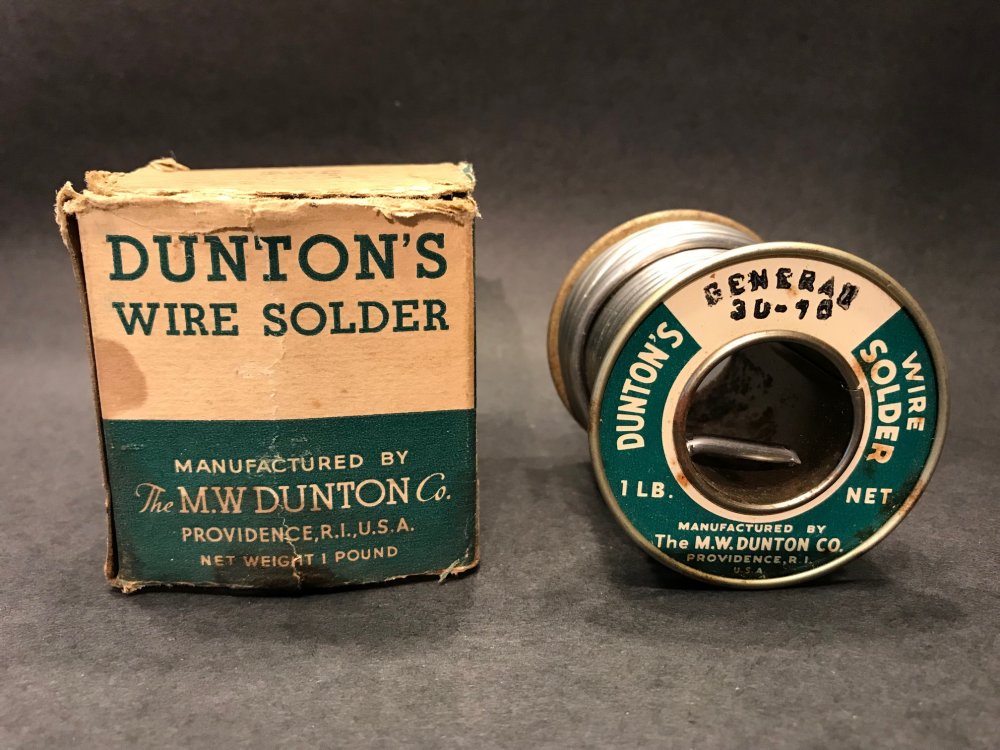 DUNTON'S
WIRE SOLDER
MANUFACTURED BY
The M.W. DUNTON Co.
PROVIDENCE, R.I., U.S.A.
NET WEIGHT 1 POUND
GENERAL
30-70
DUNTON'S
WIRE
SOLDER
1 LB.
NET
MANUFACTURED BY
The M.W. DUNTON CO.
PROVIDENCE, R.I.
U.S.A.